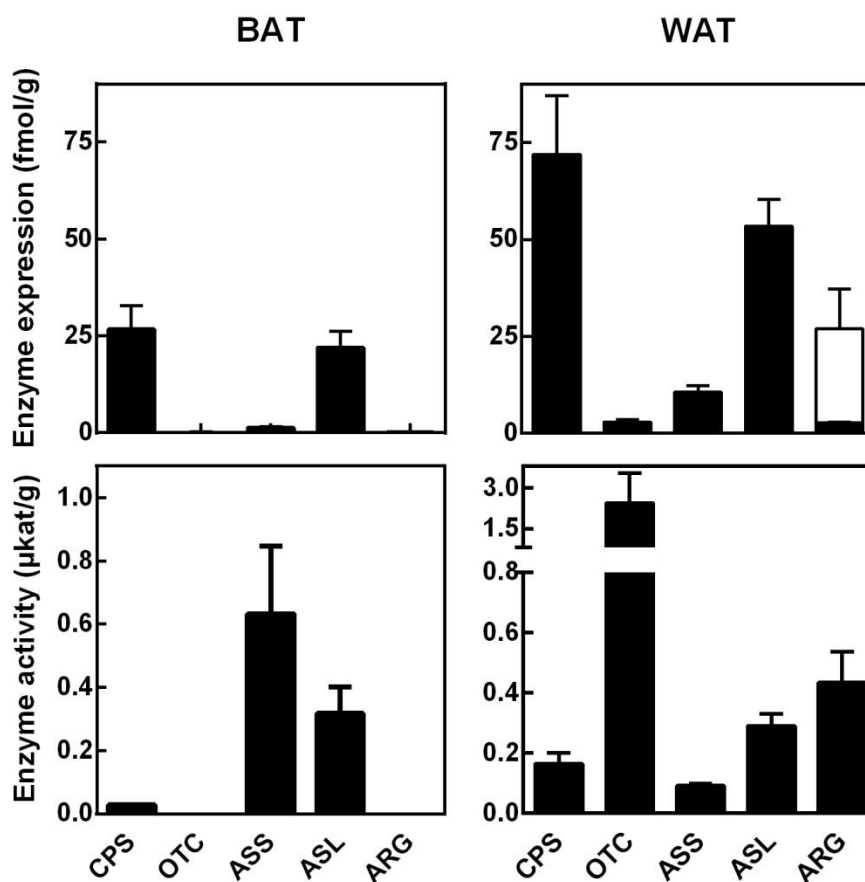 BAT
WAT
Enzyme expression (fmol/g)
75
50
25
0
75
50
25
0
Enzyme activity (µkat/g)
1.0
0.8
0.6
0.4
0.2
0.0
3.0
1.5
0.8
0.6
0.4
0.2
0.0
CPS
OTC
ASS
ASL
ARG
CPS
OTC
ASS
ASL
ARG